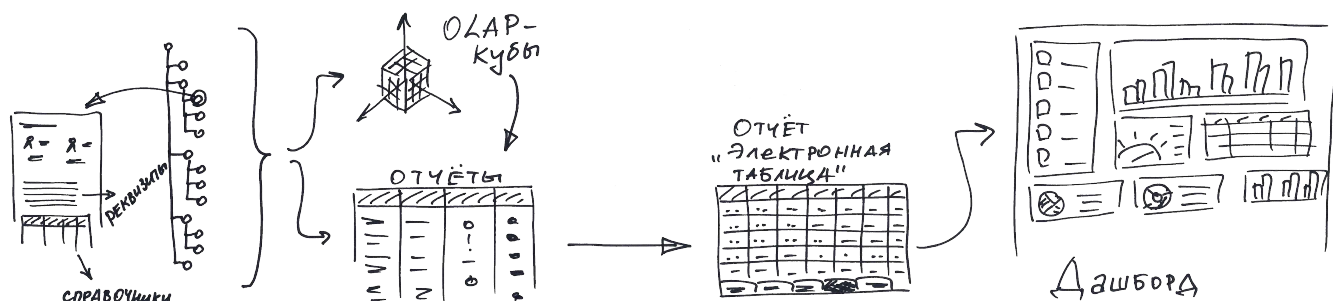 OLAP-
КУБЫ
РЕКВИЗИТЫ
СПРАВОЧНИКИ
ОТЧЁТЫ
ОТЧЁТ
„ЭЛЕКТРОННАЯ
ТАБЛИЦА"
Дашборд